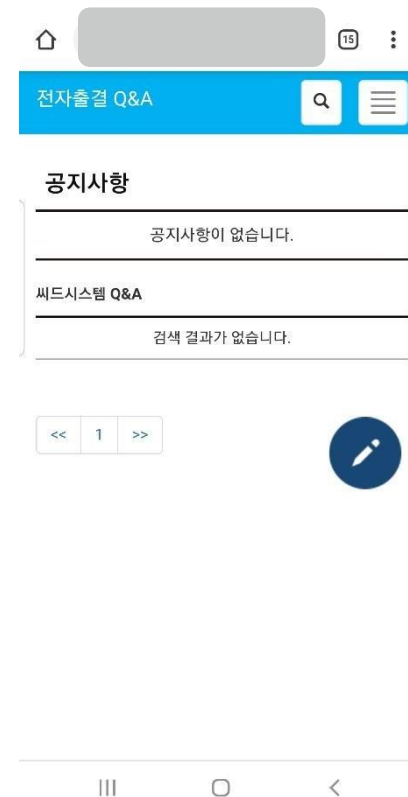 15
전자출결 Q&A
공지사항
공지사항이 없습니다.
씨드시스템 Q&A
검색 결과가 없습니다.
<< 1 >>